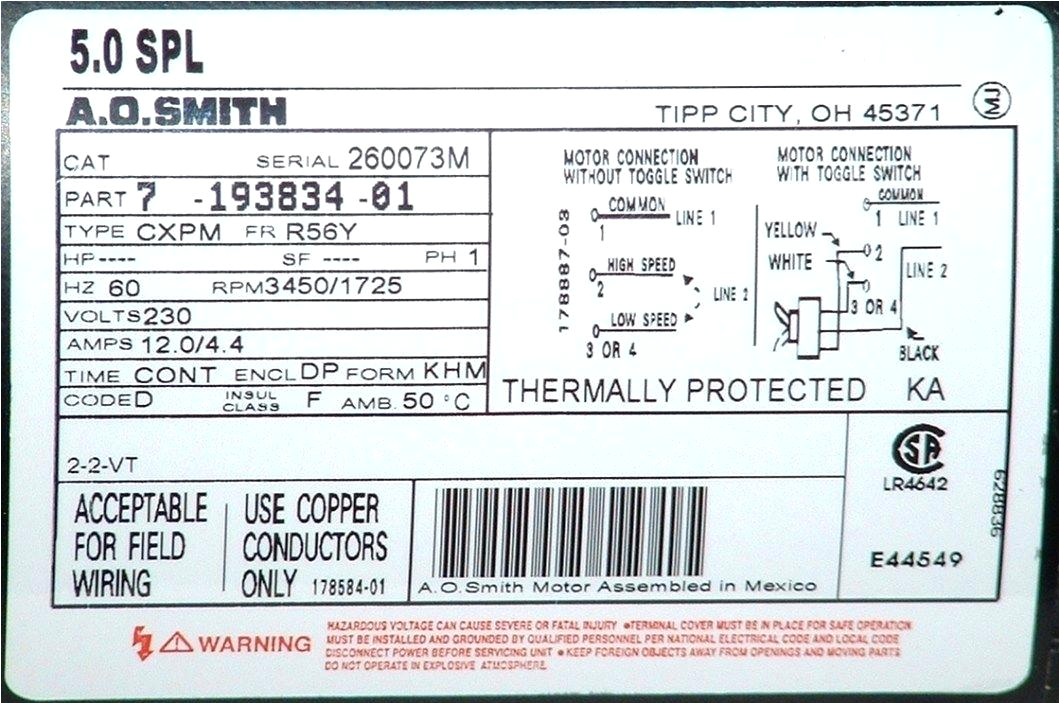 5.0 SPL
A.O.SMITH
TIPP CITY, OH 45371
MJ
CAT SERIAL 260073M
PART 7 -193834 -01
TYPE CXPM FR R56Y
HP---- SF ---- PH 1
HZ 60 RPM3450/1725
VOLTS230
AMPS 12.0/4.4
TIME CONT ENCL DP FORM KHM
CODED INSUL CLASS F AMB. 50 °C
MOTOR CONNECTION
WITHOUT TOGGLE SWITCH
COMMON
1
LINE 1
HIGH SPEED
2
LINE 2
LOW SPEED
3 OR 4
178887-03
MOTOR CONNECTION
WITH TOGGLE SWITCH
COMMON
1 LINE 1
YELLOW
2
WHITE
LINE 2
3 OR 4
BLACK
THERMALLY PROTECTED KA
2-2-VT
SA
LR4642
628836
E44549
ACCEPTABLE
FOR FIELD
WIRING
USE COPPER
CONDUCTORS
ONLY 178584-01
A.O.Smith Motor Assembled in Mexico
WARNING
HAZARDOUS VOLTAGE CAN CAUSE SEVERE OR FATAL INJURY •TERMINAL COVER MUST BE IN PLACE FOR SAFE OPERATION
MUST BE INSTALLED AND GROUNDED BY QUALIFIED PERSONNEL PER NATIONAL ELECTRICAL CODE AND LOCAL CODE
DISCONNECT POWER BEFORE SERVICING UNIT •KEEP FOREIGN OBJECTS AWAY FROM OPENINGS AND MOVING PARTS
DO NOT OPERATE IN EXPLOSIVE ATMOSPHERE.